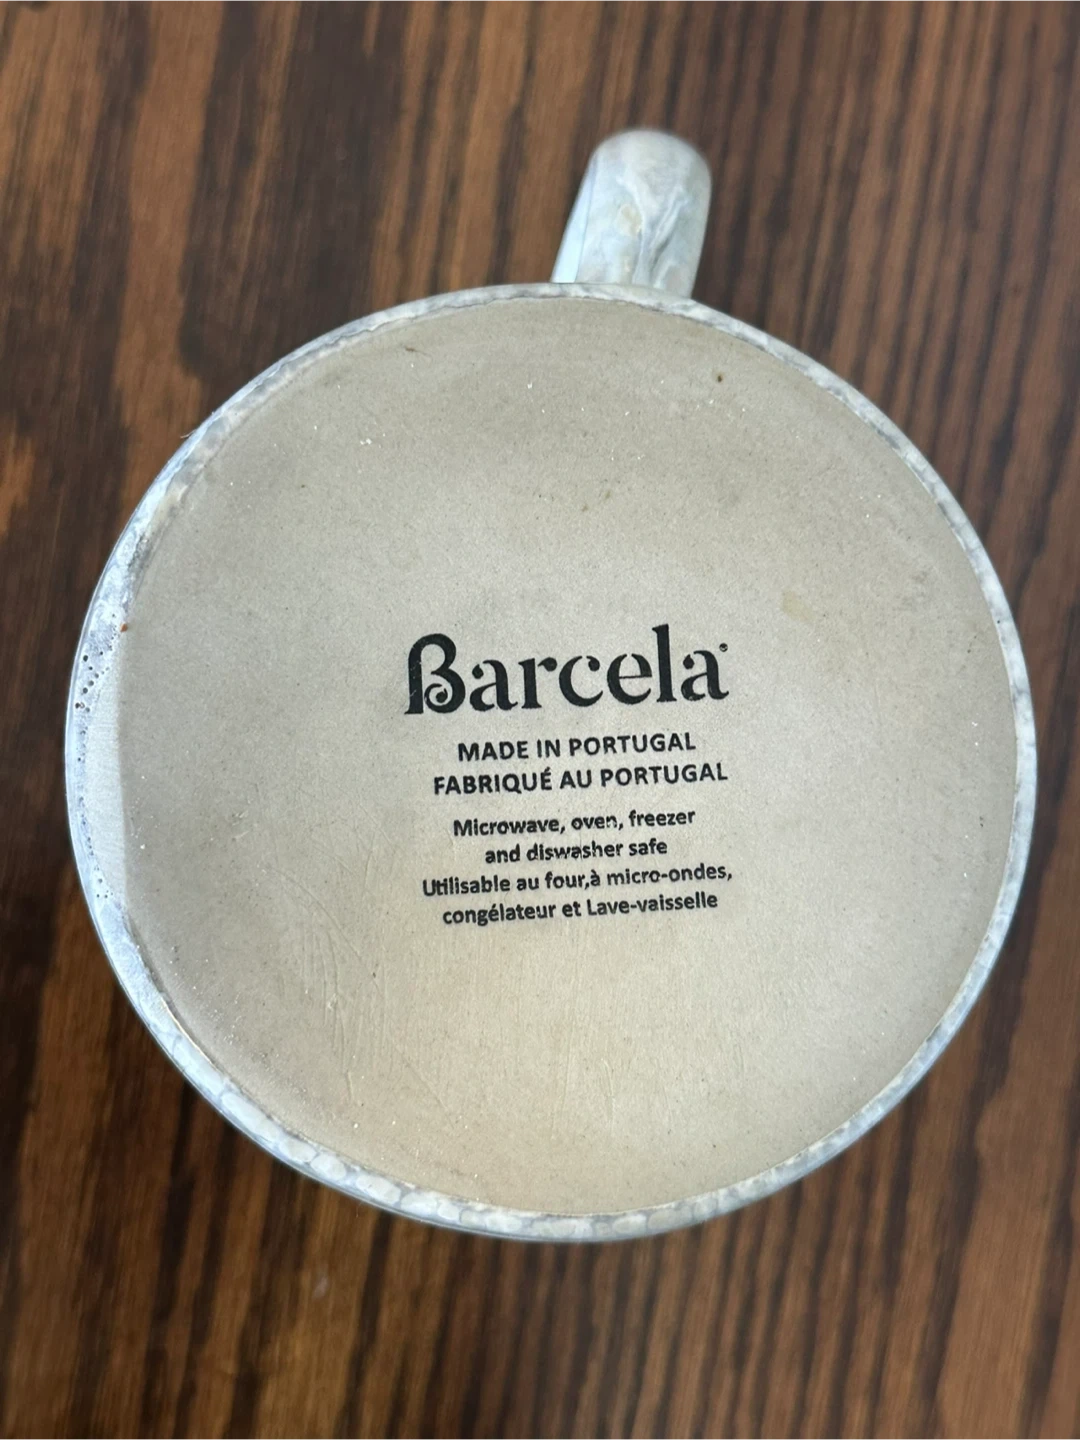 Barcela
MADE IN PORTUGAL
FABRIQUÉ AU PORTUGAL
Microwave, oven, freezer
and diswasher safe
Utilisable au four,à micro-ondes,
congélateur et Lave-vaisselle